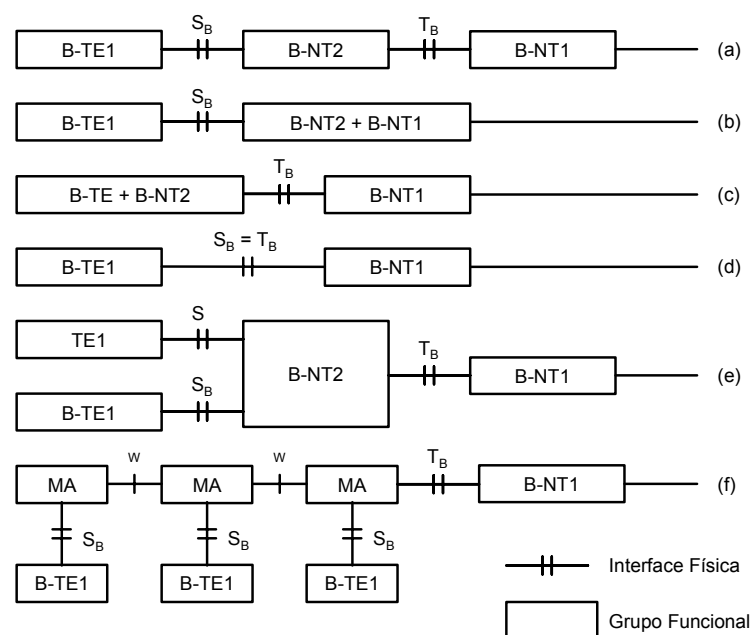 S_B T_B
B-TE1 B-NT2 B-NT1 (a)
S_B
B-TE1 B-NT2 + B-NT1 (b)
T_B
B-TE + B-NT2 B-NT1 (c)
S_B = T_B
B-TE1 B-NT1 (d)
S
TE1
T_B
B-NT2 B-NT1 (e)
S_B
B-TE1
w w T_B
MA MA MA B-NT1 (f)
S_B S_B S_B
B-TE1 B-TE1 B-TE1
Interface Física
Grupo Funcional